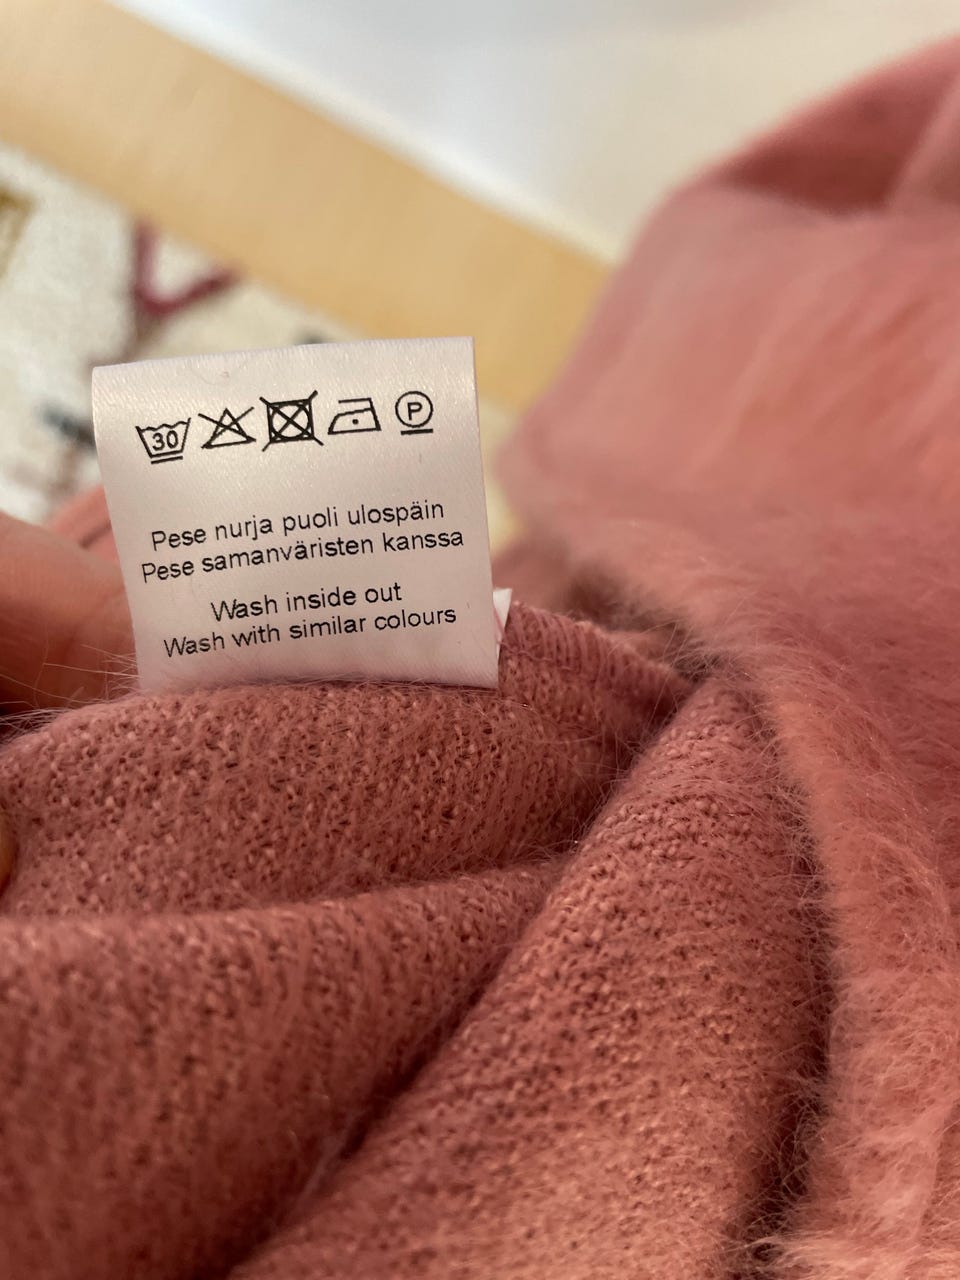 30 P
Pese nurja puoli ulospäin
Pese samanväristen kanssa
Wash inside out
Wash with similar colours